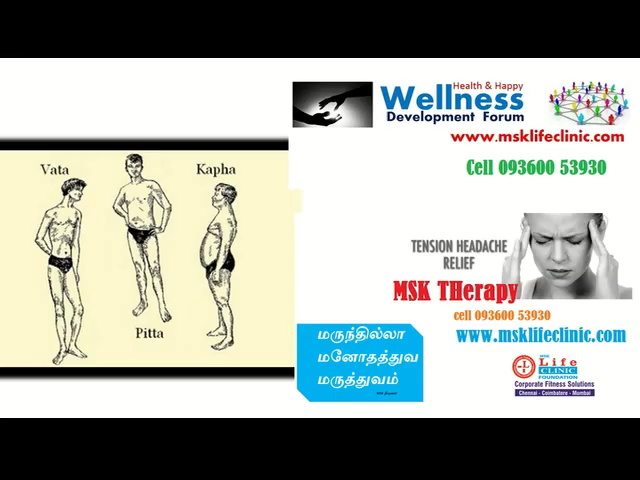 Vata
Kapha
Pitta
Health & Happy
Wellness
Development Forum
www.msklifeclinic.com
Cell 093600 53930
TENSION HEADACHE
RELIEF
MSK THerapy
cell 093600 53930
www.msklifeclinic.com
மருந்தில்லா
மனோதத்துவ
மருத்துவம்
Life
CLINIC
FOUNDATION
Corporate Fitness Solutions
Chennai - Coimbatore - Mumbai